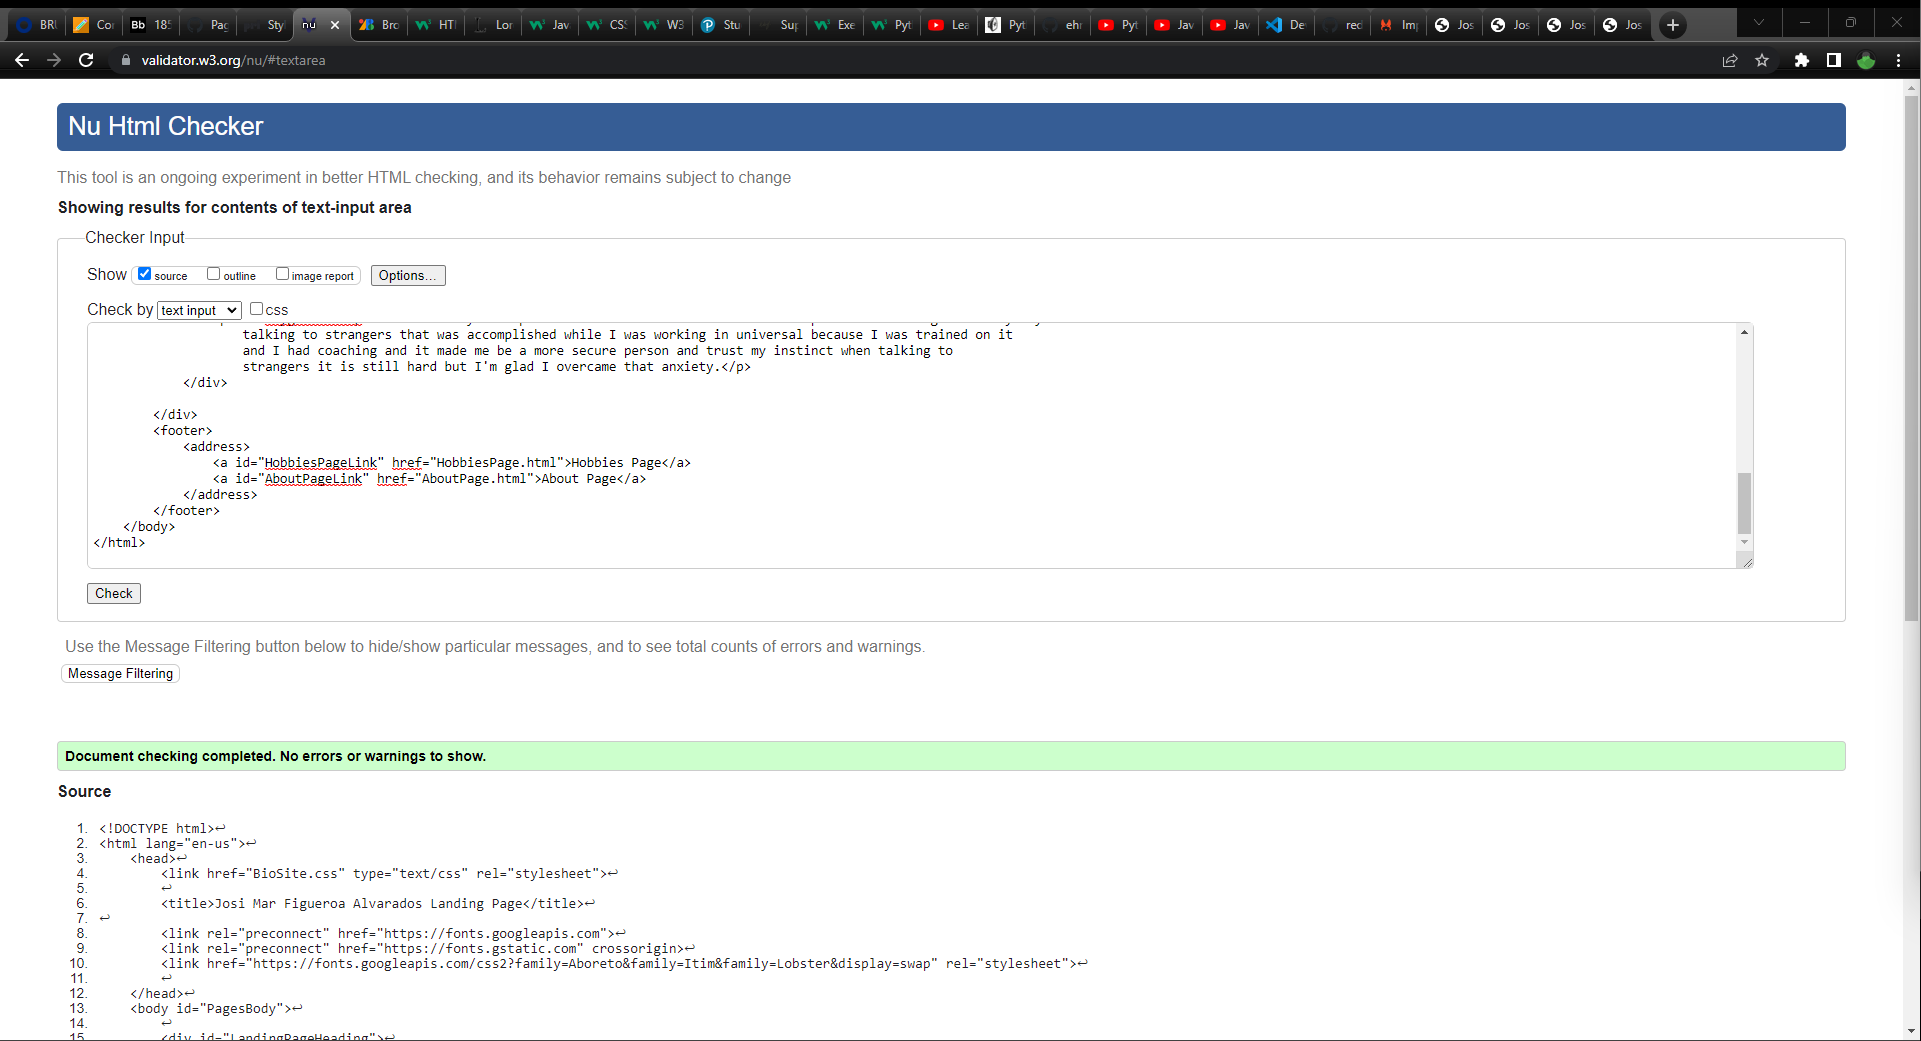 BRI
Co
Bb 185
Pag
Sty
nu
Bro
HTI
Lor
Jav
CSS
W3
Stu
Sup
Exe
Pyt
Lea
Pyt
ehr
Pyt
Jav
Jav
De
red
Imp
Jos
Jos
Jos
Jos
validator.w3.org/nu/#textarea
Nu Html Checker
This tool is an ongoing experiment in better HTML checking, and its behavior remains subject to change
Showing results for contents of text-input area
Checker Input
Show source outline image report Options...
Check by text input css
talking to strangers that was accomplished while I was working in universal because I was trained on it
and I had coaching and it made me be a more secure person and trust my instinct when talking to
strangers it is still hard but I'm glad I overcame that anxiety.</p>
</div>
</div>
<footer>
<address>
<a id="HobbiesPageLink" href="HobbiesPage.html">Hobbies Page</a>
<a id="AboutPageLink" href="AboutPage.html">About Page</a>
</address>
</footer>
</body>
</html>
Check
Use the Message Filtering button below to hide/show particular messages, and to see total counts of errors and warnings.
Message Filtering
Document checking completed. No errors or warnings to show.
Source
1. <!DOCTYPE html>↩
2. <html lang="en-us">↩
3. <head>↩
4. <link href="BioSite.css" type="text/css" rel="stylesheet">↩
5. ↩
6. <title>Josi Mar Figueroa Alvarados Landing Page</title>↩
7. ↩
8. <link rel="preconnect" href="https://fonts.googleapis.com">↩
9. <link rel="preconnect" href="https://fonts.gstatic.com" crossorigin>↩
10. <link href="https://fonts.googleapis.com/css2?family=Aboreto&family=Itim&family=Lobster&display=swap" rel="stylesheet">↩
11. ↩
12. </head>↩
13. <body id="PagesBody">↩
14. ↩
15. <div id="LandingPageHeading">↩